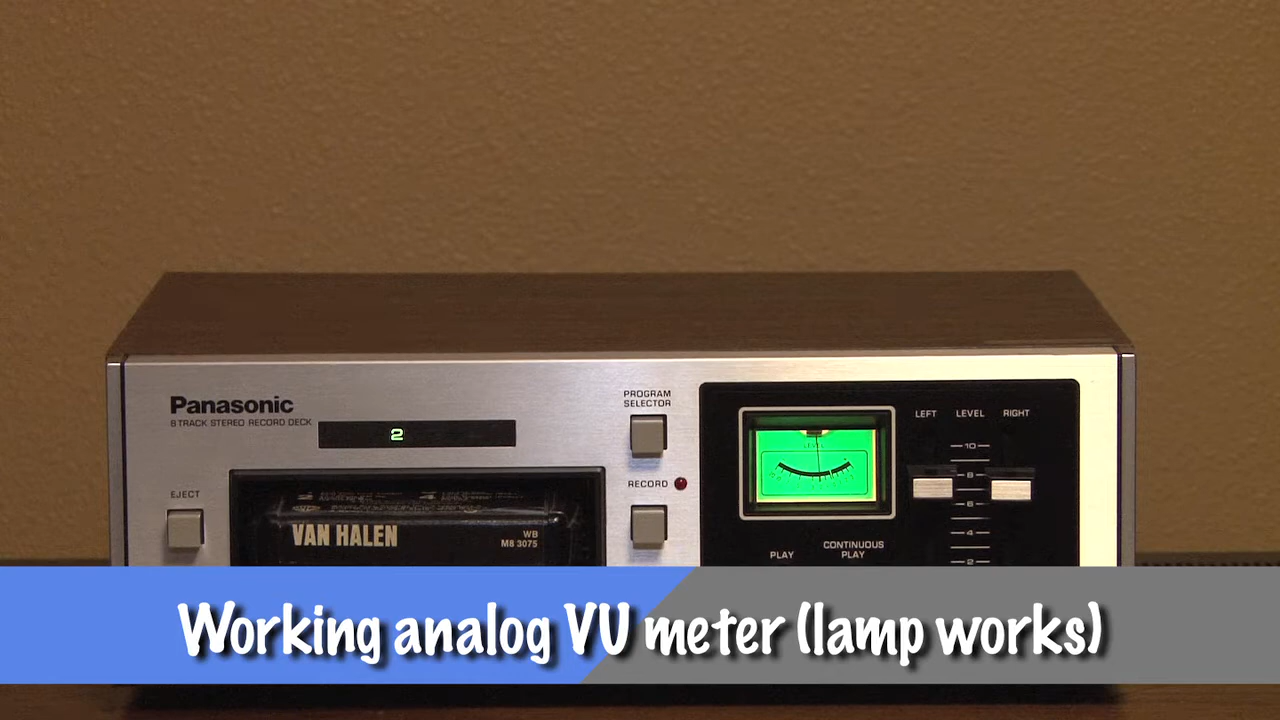 Panasonic
8 TRACK STEREO RECORD DECK
2
PROGRAM
SELECTOR
EJECT
RECORD
VAN HALEN
WB
M8 3075
LEVEL
LEFT LEVEL RIGHT
10
8
6
4
2
PLAY
CONTINUOUS
PLAY
Working analog VU meter (lamp works)